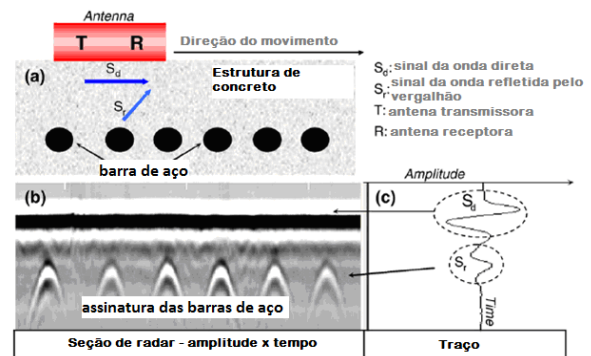 Antenna
T R
Direção do movimento
(a)
Sd
Estrutura de
concreto
Sr
barra de aço
Sd: sinal da onda direta
Sr: sinal da onda refletida pelo
vergalhão
T: antena transmissora
R: antena receptora
Amplitude
(b)
(c)
Sd
Sr
assinatura das barras de aço
Time
Seção de radar - amplitude x tempo
Traço